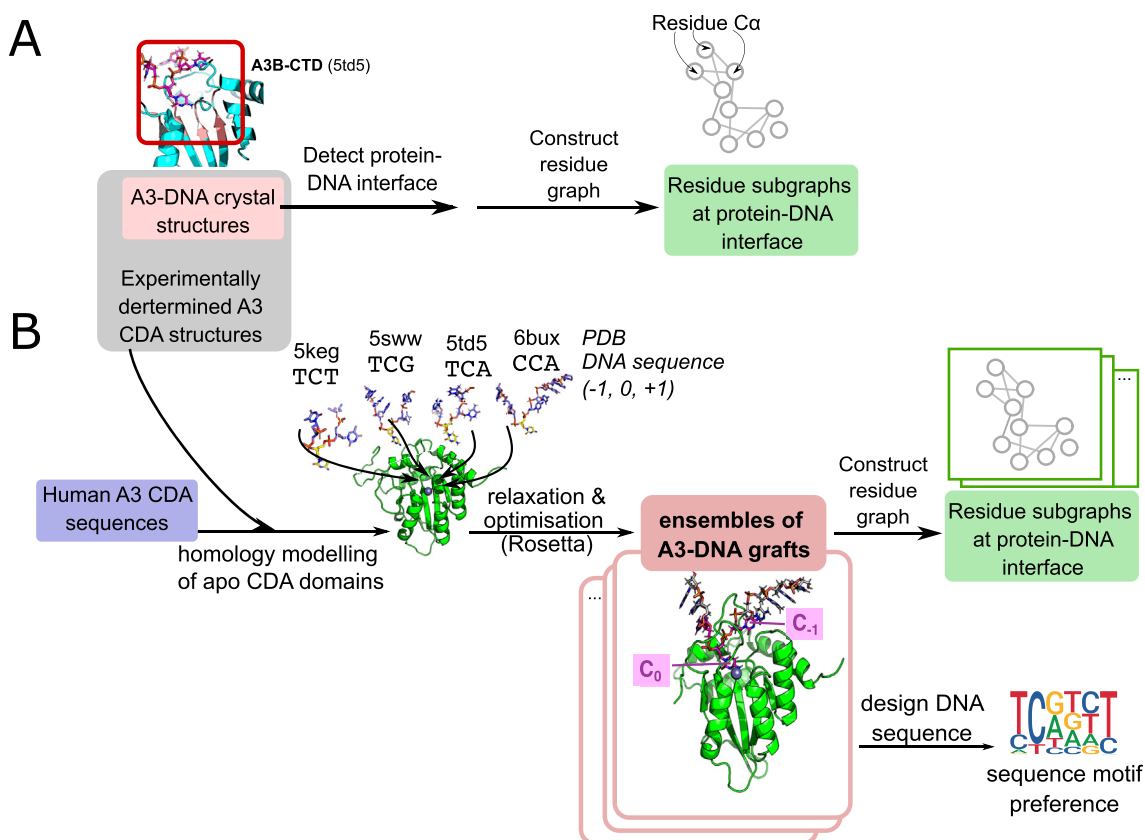 A
A3B-CTD (5td5)
Residue Cα
Detect protein-
DNA interface
Construct
residue
graph
A3-DNA crystal
structures
Residue subgraphs
at protein-DNA
interface
Experimentally
dertermined A3
CDA structures
B
5keg
TCT
5sww
TCG
5td5
TCA
6bux
CCA
PDB
DNA sequence
(-1, 0, +1)
...
Human A3 CDA
sequences
homology modelling
of apo CDA domains
relaxation &
optimisation
(Rosetta)
ensembles of
A3-DNA grafts
Construct
residue
graph
Residue subgraphs
at protein-DNA
interface
...
C-1
C0
design DNA
sequence
TCGTCT
CAGTT
TTAAC
sequence motif
preference